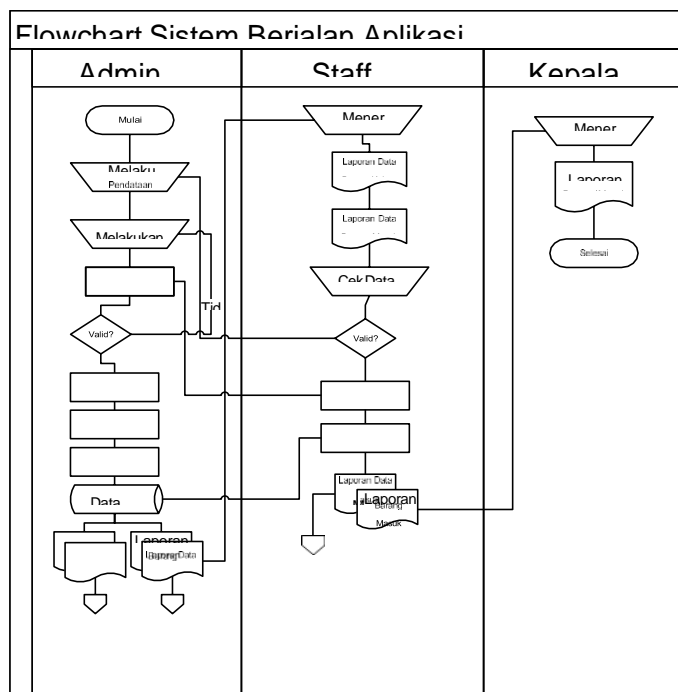 Flowchart Sistem Berjalan Aplikasi
Admin
Staff
Kepala
Mulai
Melaku
Pendataan
Melakukan
Tid
Valid?
Data
Laporan
Barang
Laporan Data
Mener
Laporan Data
Laporan Data
Cek Data
Valid?
Laporan Data
Laporan
Barang
Masuk
Mener
Laporan
Selesai